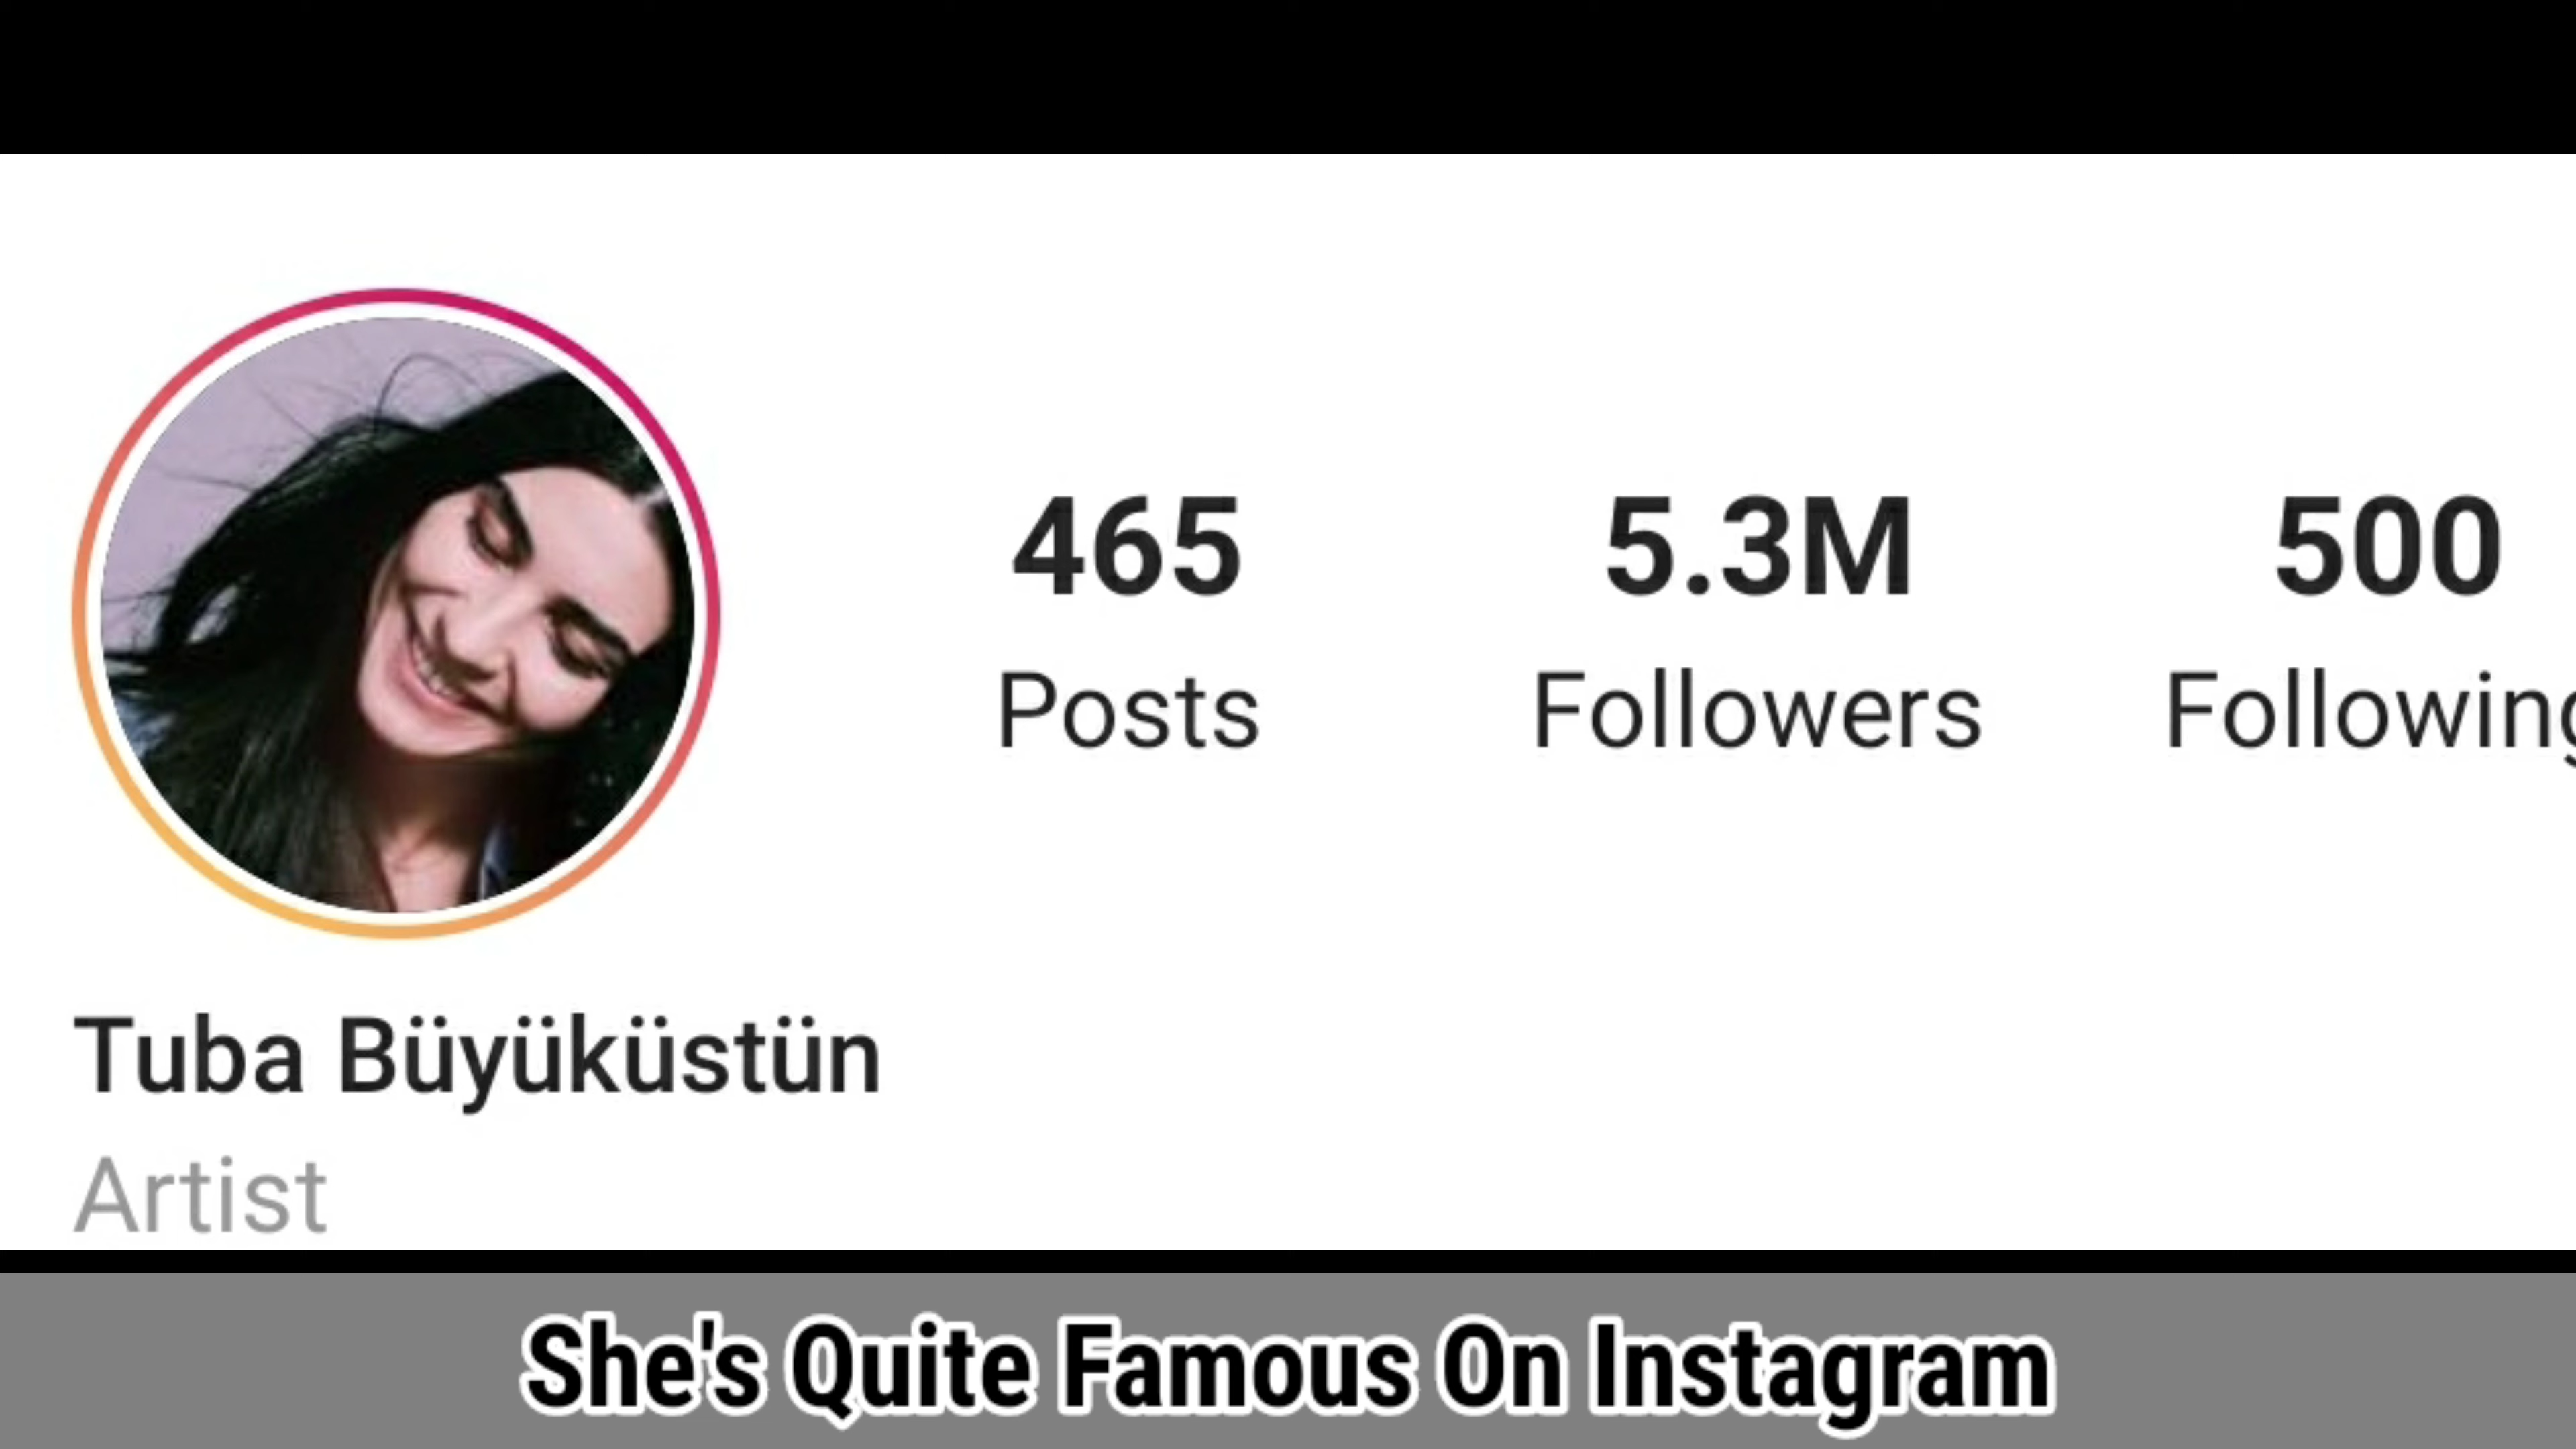 465 5.3M 500
Posts Followers Following
Tuba Büyüküstün
Artist
She's Quite Famous On Instagram